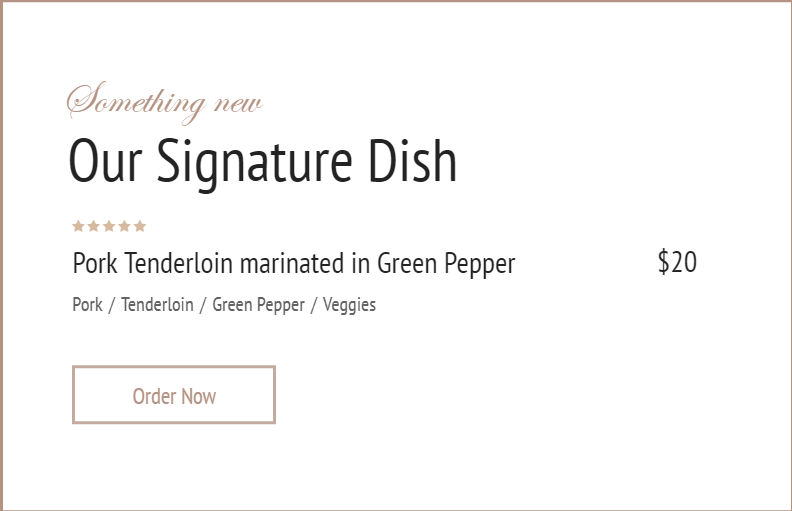 Something new
Our Signature Dish
Pork Tenderloin marinated in Green Pepper $20
Pork / Tenderloin / Green Pepper / Veggies
Order Now